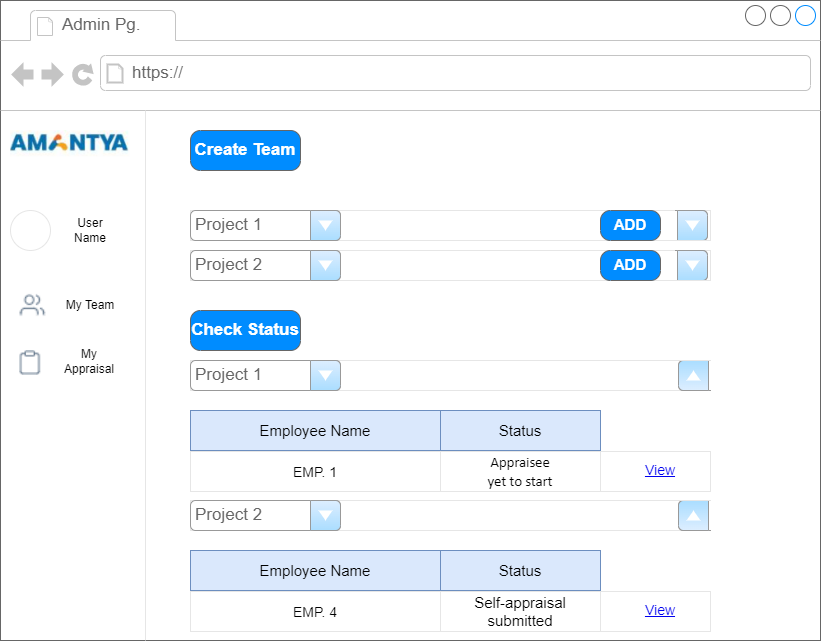 Admin Pg.
https://
AMANTYA
User
Name
My Team
My
Appraisal
Create Team
Project 1
ADD
Project 2
ADD
Check Status
Project 1
Employee Name
Status
EMP. 1
Appraisee
yet to start
View
Project 2
Employee Name
Status
EMP. 4
Self-appraisal
submitted
View